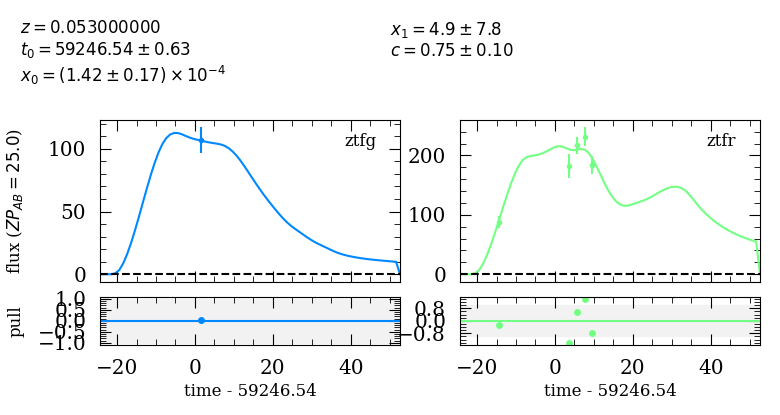 z = 0.053000000
t₀ = 59246.54 ± 0.63
x₀ = (1.42 ± 0.17) × 10⁻⁴
x₁ = 4.9 ± 7.8
c = 0.75 ± 0.10
ztfg
ztfr
flux (ZP_AB = 25.0)
100
50
0
200
100
0
pull
1.0
0.5
0.0
−0.5
−1.0
0.8
0.0
−0.8
−20 0 20 40
−20 0 20 40
time - 59246.54
time - 59246.54